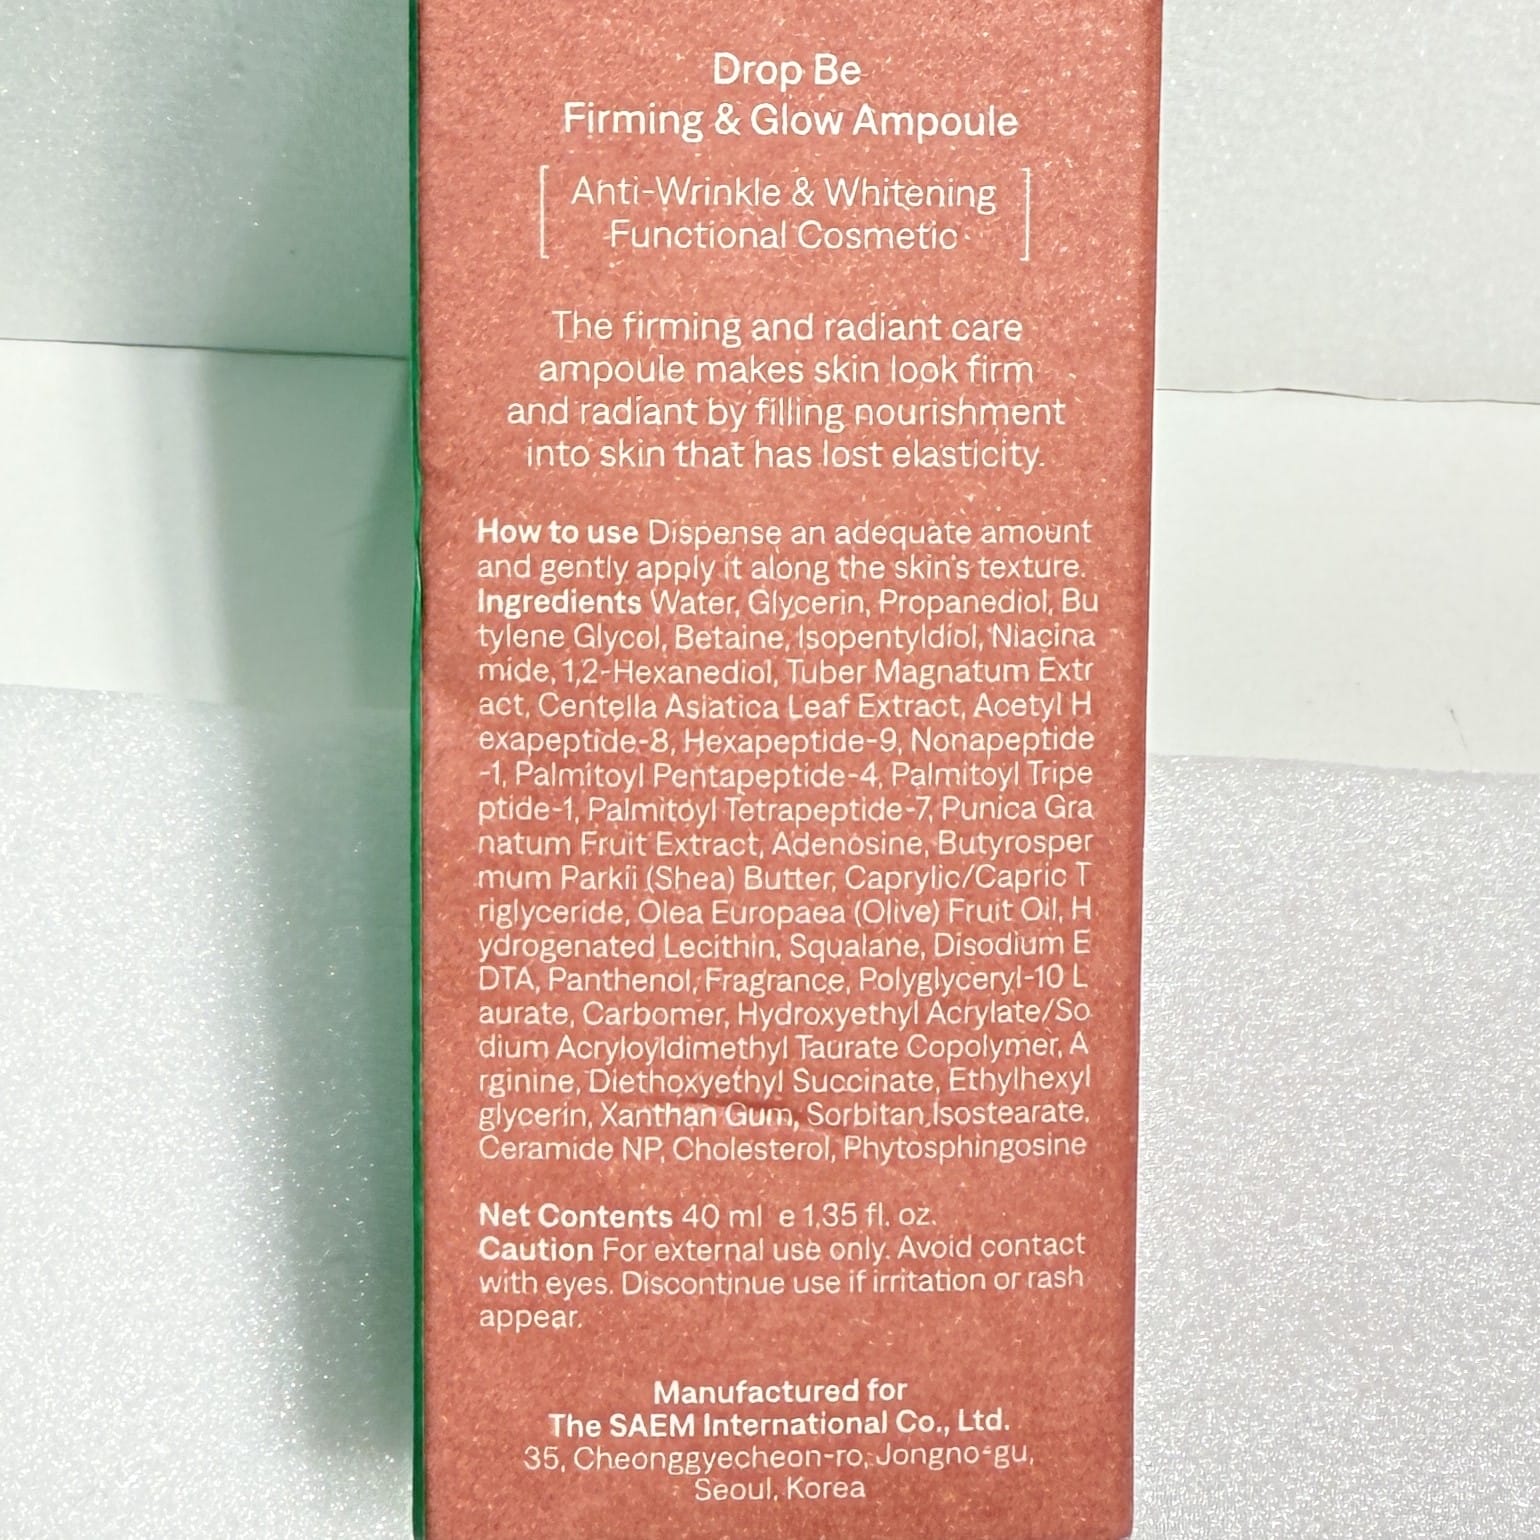 Drop Be
Firming & Glow Ampoule
Anti-Wrinkle & Whitening
Functional Cosmetic
The firming and radiant care
ampoule makes skin look firm
and radiant by filling nourishment
into skin that has lost elasticity.
How to use Dispense an adequate amount
and gently apply it along the skin's texture.
Ingredients Water, Glycerin, Propanediol, Bu
tylene Glycol, Betaine, Isopentyldiol, Niacina
mide, 1,2-Hexanediol, Tuber Magnatum Extr
act, Centella Asiatica Leaf Extract, Acetyl H
exapeptide-8, Hexapeptide-9, Nonapeptide
-1, Palmitoyl Pentapeptide-4, Palmitoyl Tripe
ptide-1, Palmitoyl Tetrapeptide-7, Punica Gra
natum Fruit Extract, Adenosine, Butyrosper
mum Parkii (Shea) Butter, Caprylic/Capric T
riglyceride, Olea Europaea (Olive) Fruit Oil, H
ydrogenated Lecithin, Squalane, Disodium E
DTA, Panthenol, Fragrance, Polyglyceryl-10 L
aurate, Carbomer, Hydroxyethyl Acrylate/So
dium Acryloyldimethyl Taurate Copolymer, A
rginine, Diethoxyethyl Succinate, Ethylhexyl
glycerin, Xanthan Gum, Sorbitan Isostearate,
Ceramide NP, Cholesterol, Phytosphingosine
Net Contents 40 ml e 1.35 fl. oz.
Caution For external use only. Avoid contact
with eyes. Discontinue use if irritation or rash
appear.
Manufactured for
The SAEM International Co., Ltd.
35, Cheonggyecheon-ro, Jongno-gu,
Seoul, Korea